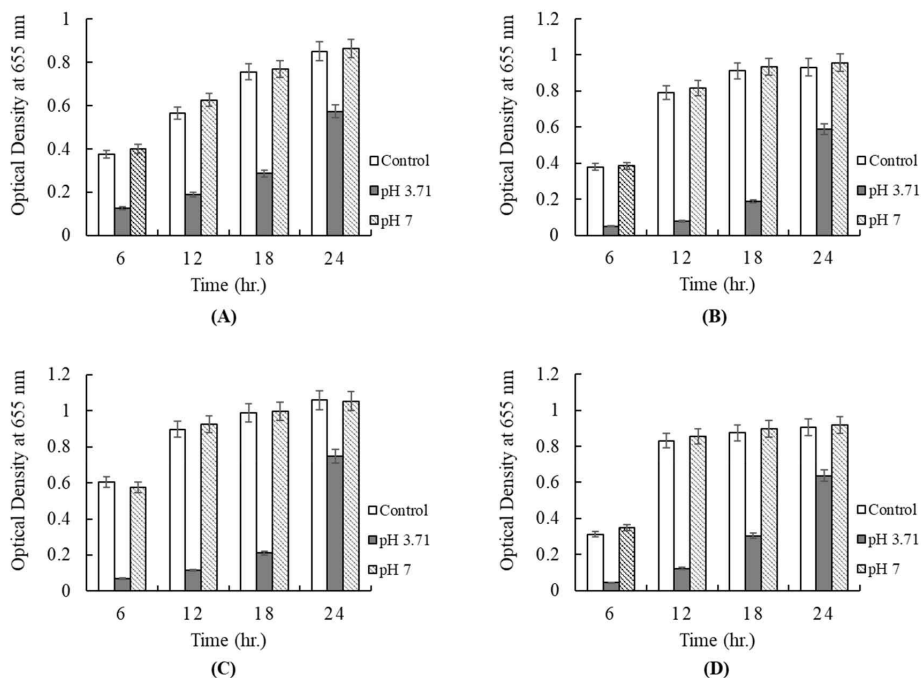 Optical Density at 655 nm
1
0.8
0.6
0.4
0.2
0
6 12 18 24
Time (hr.)
Control
pH 3.71
pH 7
(A)
Optical Density at 655 nm
1.2
1
0.8
0.6
0.4
0.2
0
6 12 18 24
Time (hr.)
Control
pH 3.71
pH 7
(B)
Optical Density at 655 nm
1.2
1
0.8
0.6
0.4
0.2
0
6 12 18 24
Time (hr.)
Control
pH 3.71
pH 7
(C)
Optical Density at 655 nm
1.2
1
0.8
0.6
0.4
0.2
0
6 12 18 24
Time (hr.)
Control
pH 3.71
pH 7
(D)